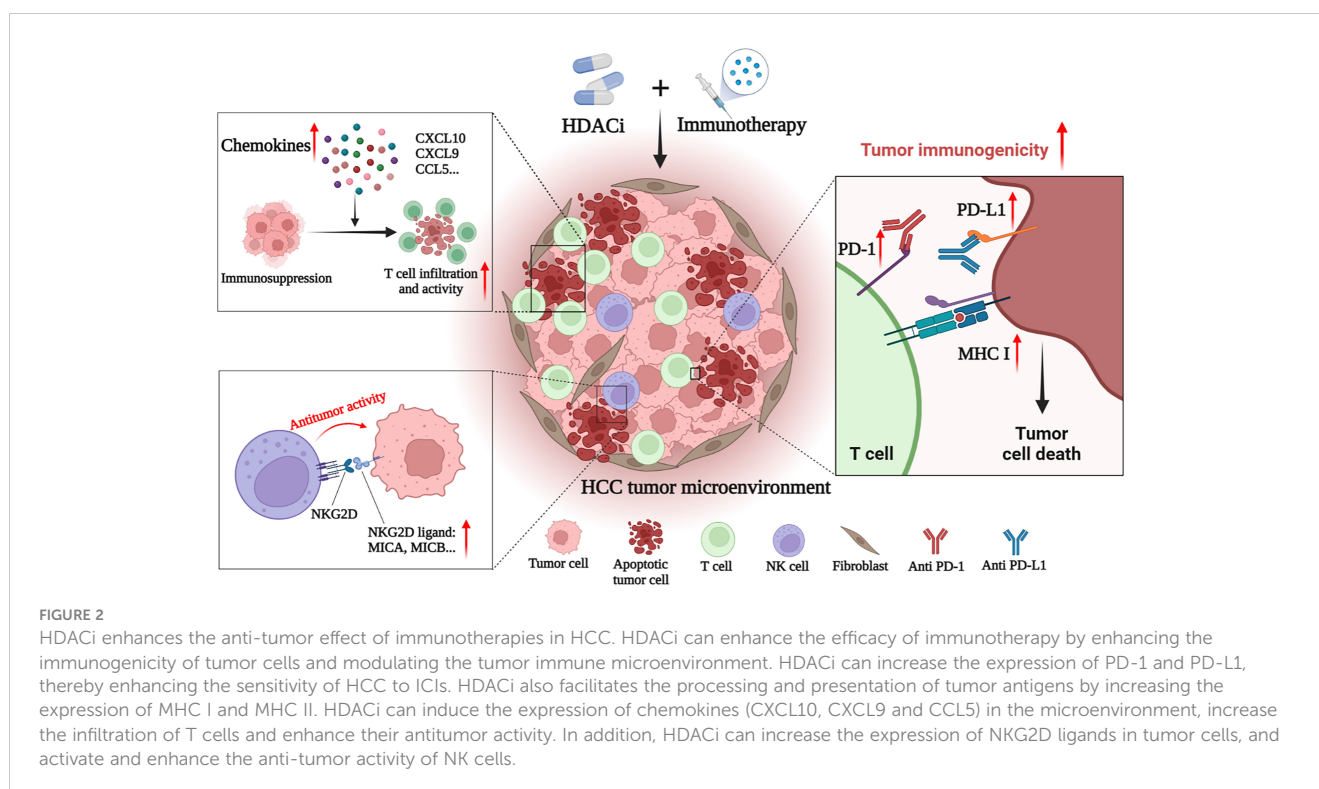 HDACi
+
Immunotherapy
Chemokines
CXCL10
CXCL9
CCL5...
Immunosuppression
T cell infiltration
and activity
Tumor immunogenicity
PD-L1
PD-1
MHC I
T cell
Tumor
cell death
Antitumor activity
NKG2D
NKG2D ligand:
MICA, MICB...
HCC tumor microenvironment
Tumor cell
Apoptotic
tumor cell
T cell
NK cell
Fibroblast
Anti PD-1
Anti PD-L1
FIGURE 2
HDACi enhances the anti-tumor effect of immunotherapies in HCC. HDACi can enhance the efficacy of immunotherapy by enhancing the
immunogenicity of tumor cells and modulating the tumor immune microenvironment. HDACi can increase the expression of PD-1 and PD-L1,
thereby enhancing the sensitivity of HCC to ICIs. HDACi also facilitates the processing and presentation of tumor antigens by increasing the
expression of MHC I and MHC II. HDACi can induce the expression of chemokines (CXCL10, CXCL9 and CCL5) in the microenvironment, increase
the infiltration of T cells and enhance their antitumor activity. In addition, HDACi can increase the expression of NKG2D ligands in tumor cells, and
activate and enhance the anti-tumor activity of NK cells.